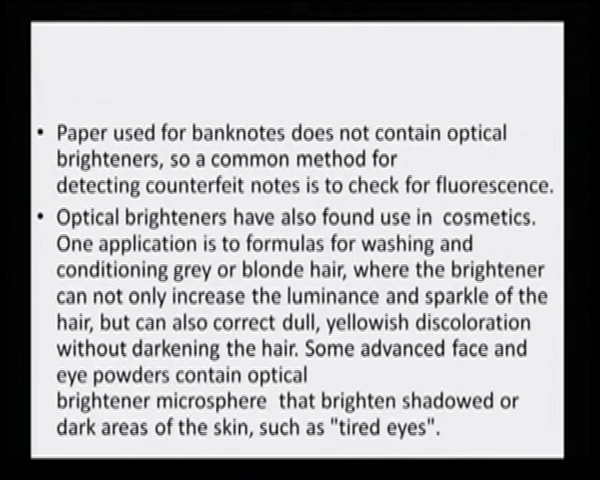 • Paper used for banknotes does not contain optical
brighteners, so a common method for
detecting counterfeit notes is to check for fluorescence.
• Optical brighteners have also found use in cosmetics.
One application is to formulas for washing and
conditioning grey or blonde hair, where the brightener
can not only increase the luminance and sparkle of the
hair, but can also correct dull, yellowish discoloration
without darkening the hair. Some advanced face and
eye powders contain optical
brightener microsphere that brighten shadowed or
dark areas of the skin, such as "tired eyes".